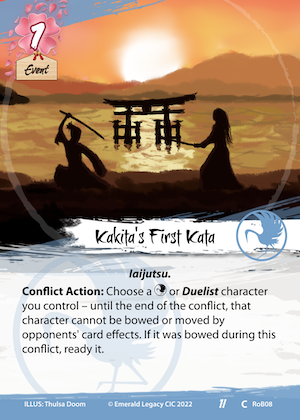 1
Event
Kakita's First Kata
Iaijutsu.
Conflict Action: Choose a or Duelist character
you control – until the end of the conflict, that
character cannot be bowed or moved by
opponents' card effects. If it was bowed during this
conflict, ready it.
ILLUS: Thulsa Doom © Emerald Legacy CIC 2022 11 C RoB08